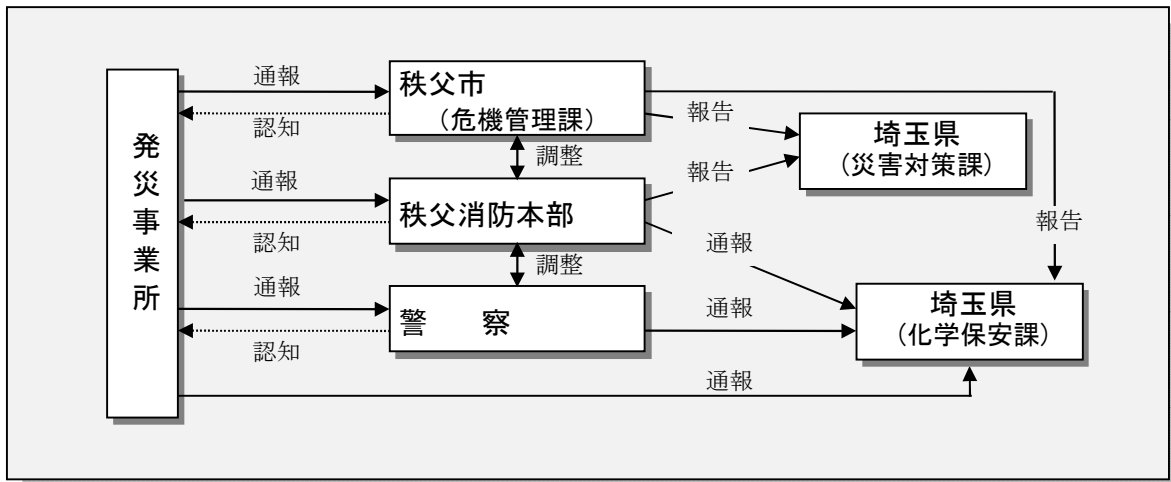 発災事業所
通報
認知
秩父市
（危機管理課）
報告
調整
報告
埼玉県
（災害対策課）
通報
認知
秩父消防本部
通報
報告
調整
通報
認知
警　　察
通報
埼玉県
（化学保安課）
通報